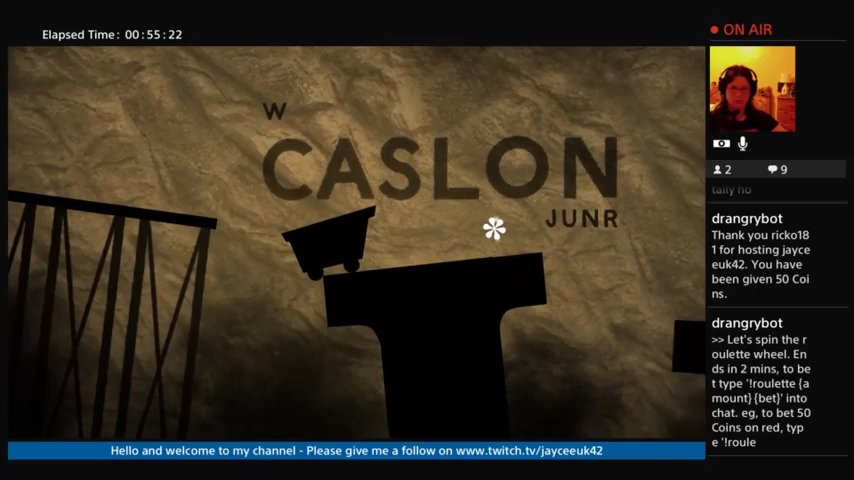 Elapsed Time: 00:55:22
ON AIR
W
CASLON
JUNR
2
9
tally ho
drangrybot
Thank you ricko18
1 for hosting jayce
euk42. You have
been given 50 Coi
ns.
drangrybot
>> Let's spin the r
oulette wheel. En
ds in 2 mins, to be
t type '!roulette {a
mount} {bet}' into
chat. eg, to bet 50
Coins on red, typ
e '!roule
Hello and welcome to my channel - Please give me a follow on www.twitch.tv/jayceeuk42